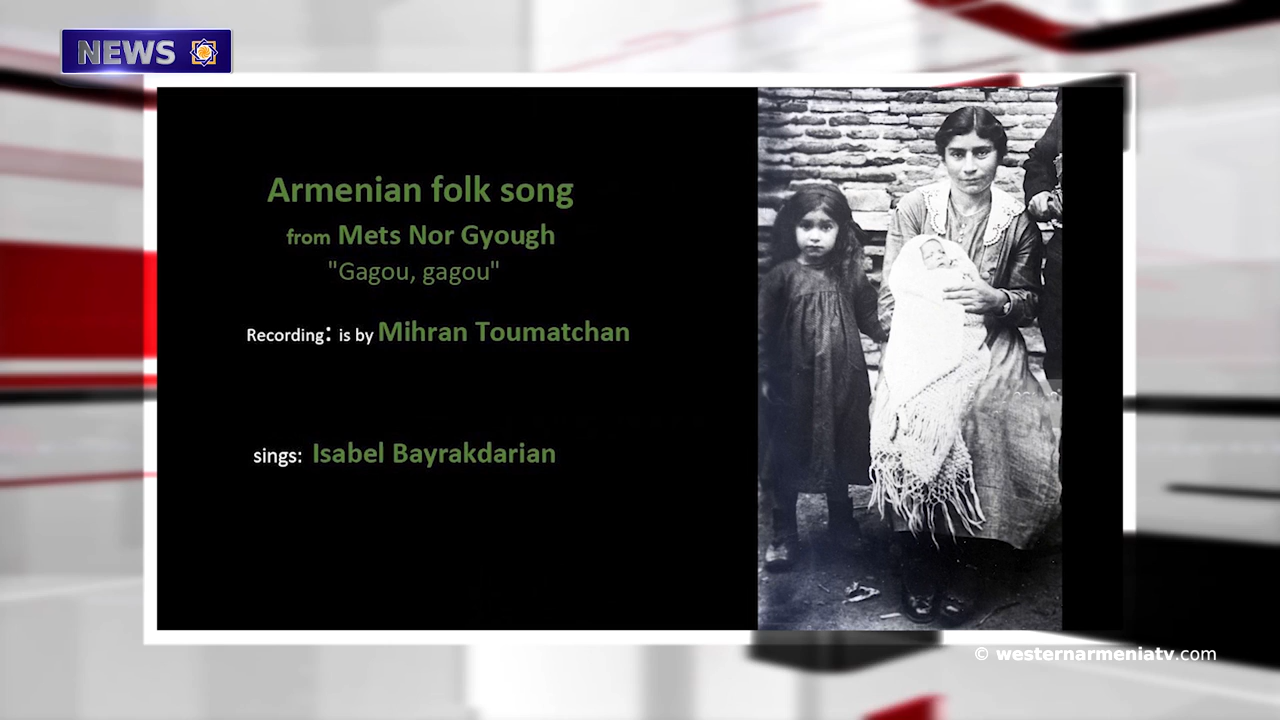 NEWS
Armenian folk song
from Mets Nor Gyough
"Gagou, gagou"
Recording: is by Mihran Toumatchan
sings: Isabel Bayrakdarian
© westernarmeniatv.com